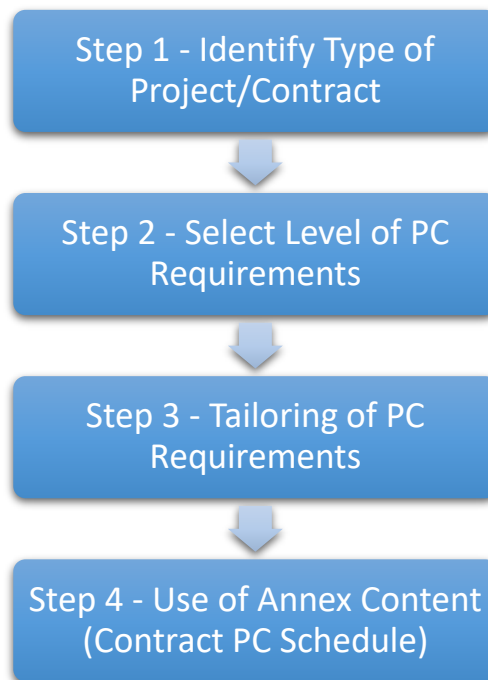 Step 1 - Identify Type of
Project/Contract
Step 2 - Select Level of PC
Requirements
Step 3 - Tailoring of PC
Requirements
Step 4 - Use of Annex Content
(Contract PC Schedule)